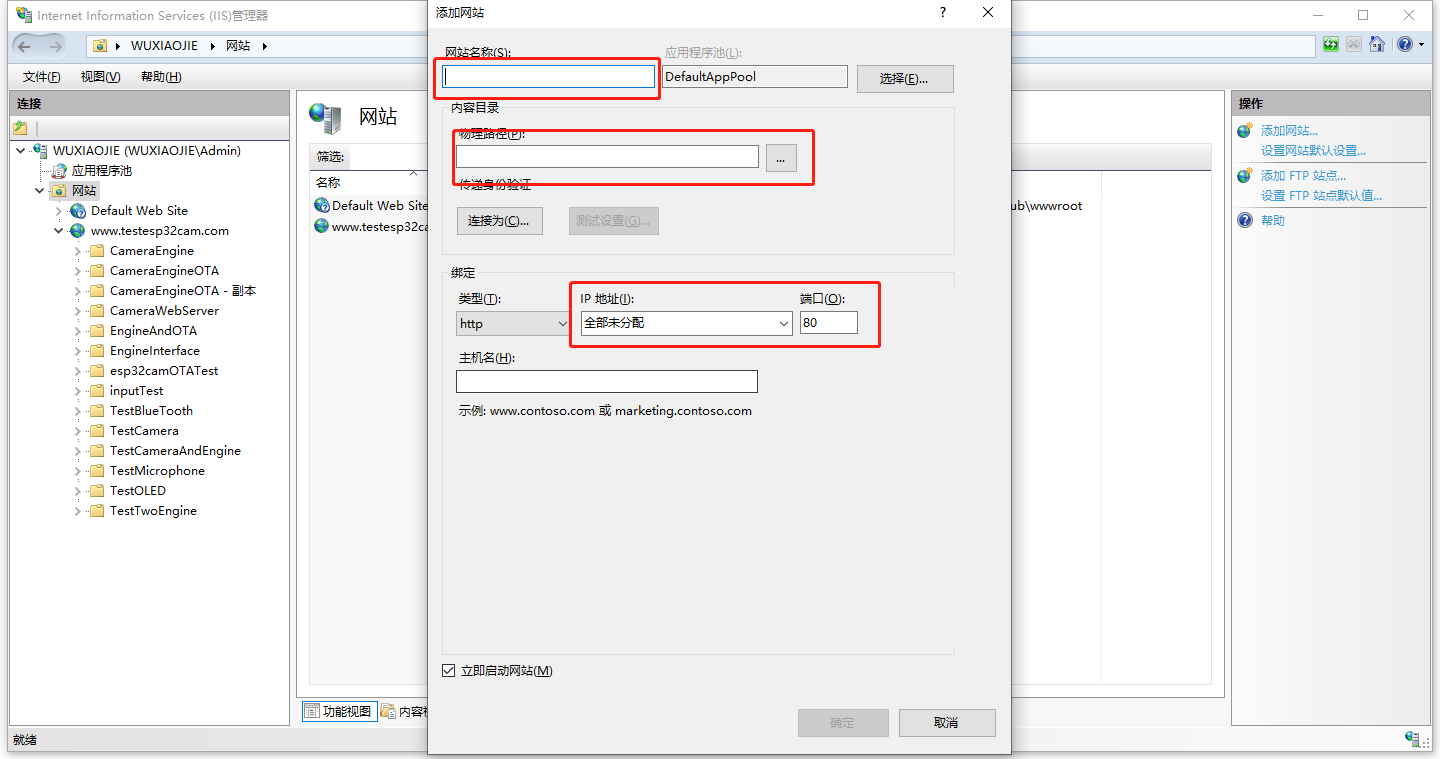 Internet Information Services (IIS)管理器
WUXIAOJIE 网站
文件(F) 视图(V) 帮助(H)
连接
WUXIAOJIE (WUXIAOJIE\Admin)
应用程序池
网站
Default Web Site
www.testesp32cam.com
CameraEngine
CameraEngineOTA
CameraEngineOTA - 副本
CameraWebServer
EngineAndOTA
EngineInterface
esp32camOTATest
inputTest
TestBlueTooth
TestCamera
TestCameraAndEngine
TestMicrophone
TestOLED
TestTwoEngine
就绪
网站
筛选:
名称
Default Web Site
www.testesp32ca
ub\wwwroot
功能视图 内容
添加网站
?
网站名称(S): 应用程序池(L):
DefaultAppPool 选择(E)...
内容目录
物理路径(P):
...
传递身份验证
连接为(C)... 测试设置(G)...
绑定
类型(T): IP 地址(I): 端口(O):
http 全部未分配 80
主机名(H):
示例: www.contoso.com 或 marketing.contoso.com
立即启动网站(M)
确定 取消
操作
添加网站...
设置网站默认设置...
添加 FTP 站点...
设置 FTP 站点默认值...
帮助